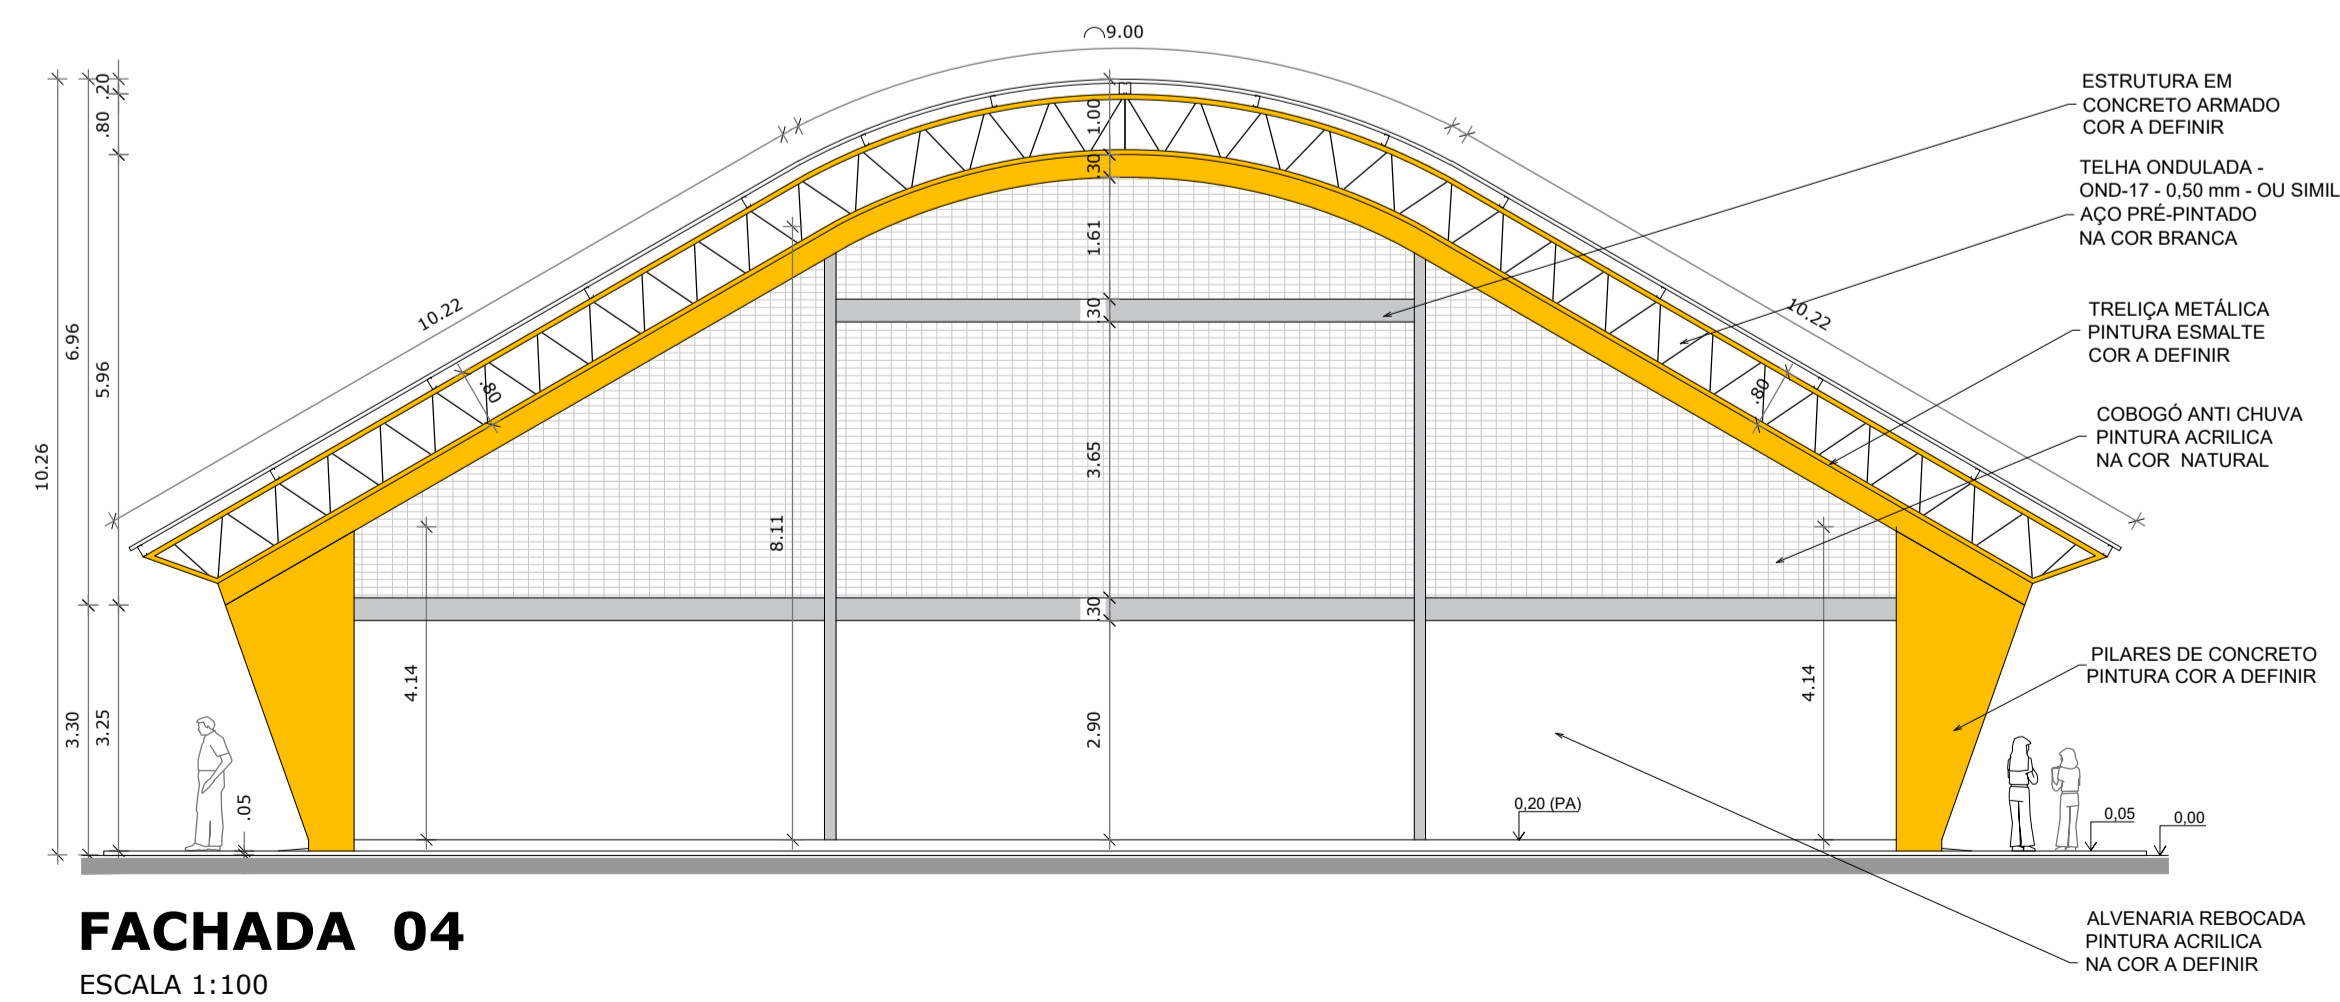 ⌒9.00
.20
.80
6.96
5.96
10.26
3.30
3.25
.05
10.22
10.22
.80
.80
1.00
.30
1.61
.30
3.65
.30
2.90
8.11
4.14
4.14
0,20 (PA)
0,05
0,00
ESTRUTURA EM
CONCRETO ARMADO
COR A DEFINIR
TELHA ONDULADA -
OND-17 - 0,50 mm - OU SIMIL
AÇO PRÉ-PINTADO
NA COR BRANCA
TRELIÇA METÁLICA
PINTURA ESMALTE
COR A DEFINIR
COBOGÓ ANTI CHUVA
PINTURA ACRILICA
NA COR NATURAL
PILARES DE CONCRETO
PINTURA COR A DEFINIR
ALVENARIA REBOCADA
PINTURA ACRILICA
NA COR A DEFINIR
FACHADA 04
ESCALA 1:100